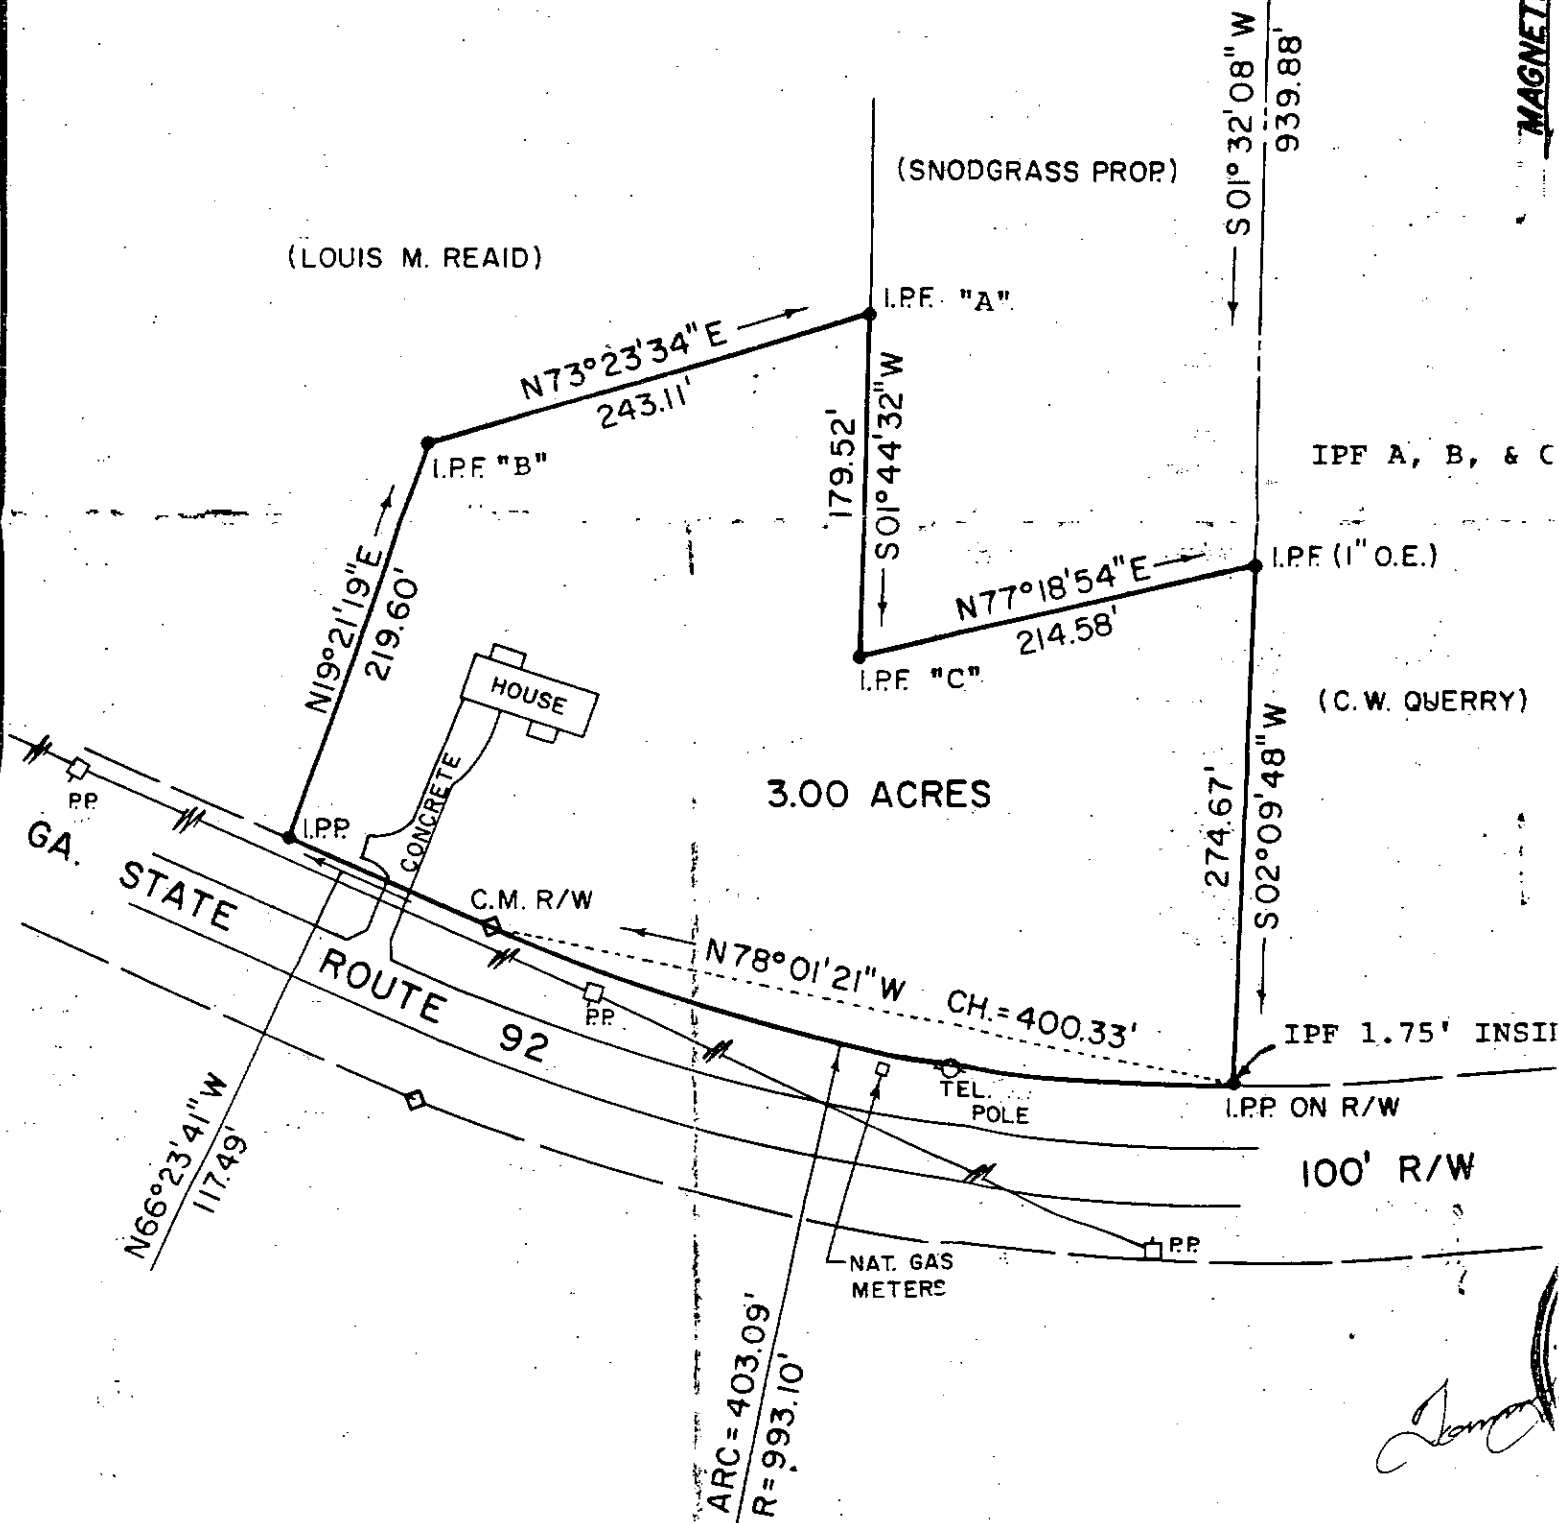 S 01° 32' 08" W
939.88'
MAGNET
(SNODGRASS PROP.)
(LOUIS M. REAID)
I.P.F. "A"
N73°23'34"E
243.11'
I.P.F. "B"
179.52'
S01°44'32"W
IPF A, B, & C
I.P.F. (1" O.E.)
N77°18'54"E
214.58'
I.P.F. "C"
N19°21'19"E
219.60'
HOUSE
(C.W. QUERRY)
274.67'
S02°09'48"W
3.00 ACRES
P.P.
I.P.P.
CONCRETE
GA. STATE ROUTE 92
C.M. R/W
N78°01'21"W CH.=400.33'
P.P.
IPF 1.75'
TEL.
POLE
I.P.P. ON R/W
100' R/W
N66°23'41"W
117.49'
P.P.
NAT. GAS
METERS
ARC=403.09'
R=993.10'